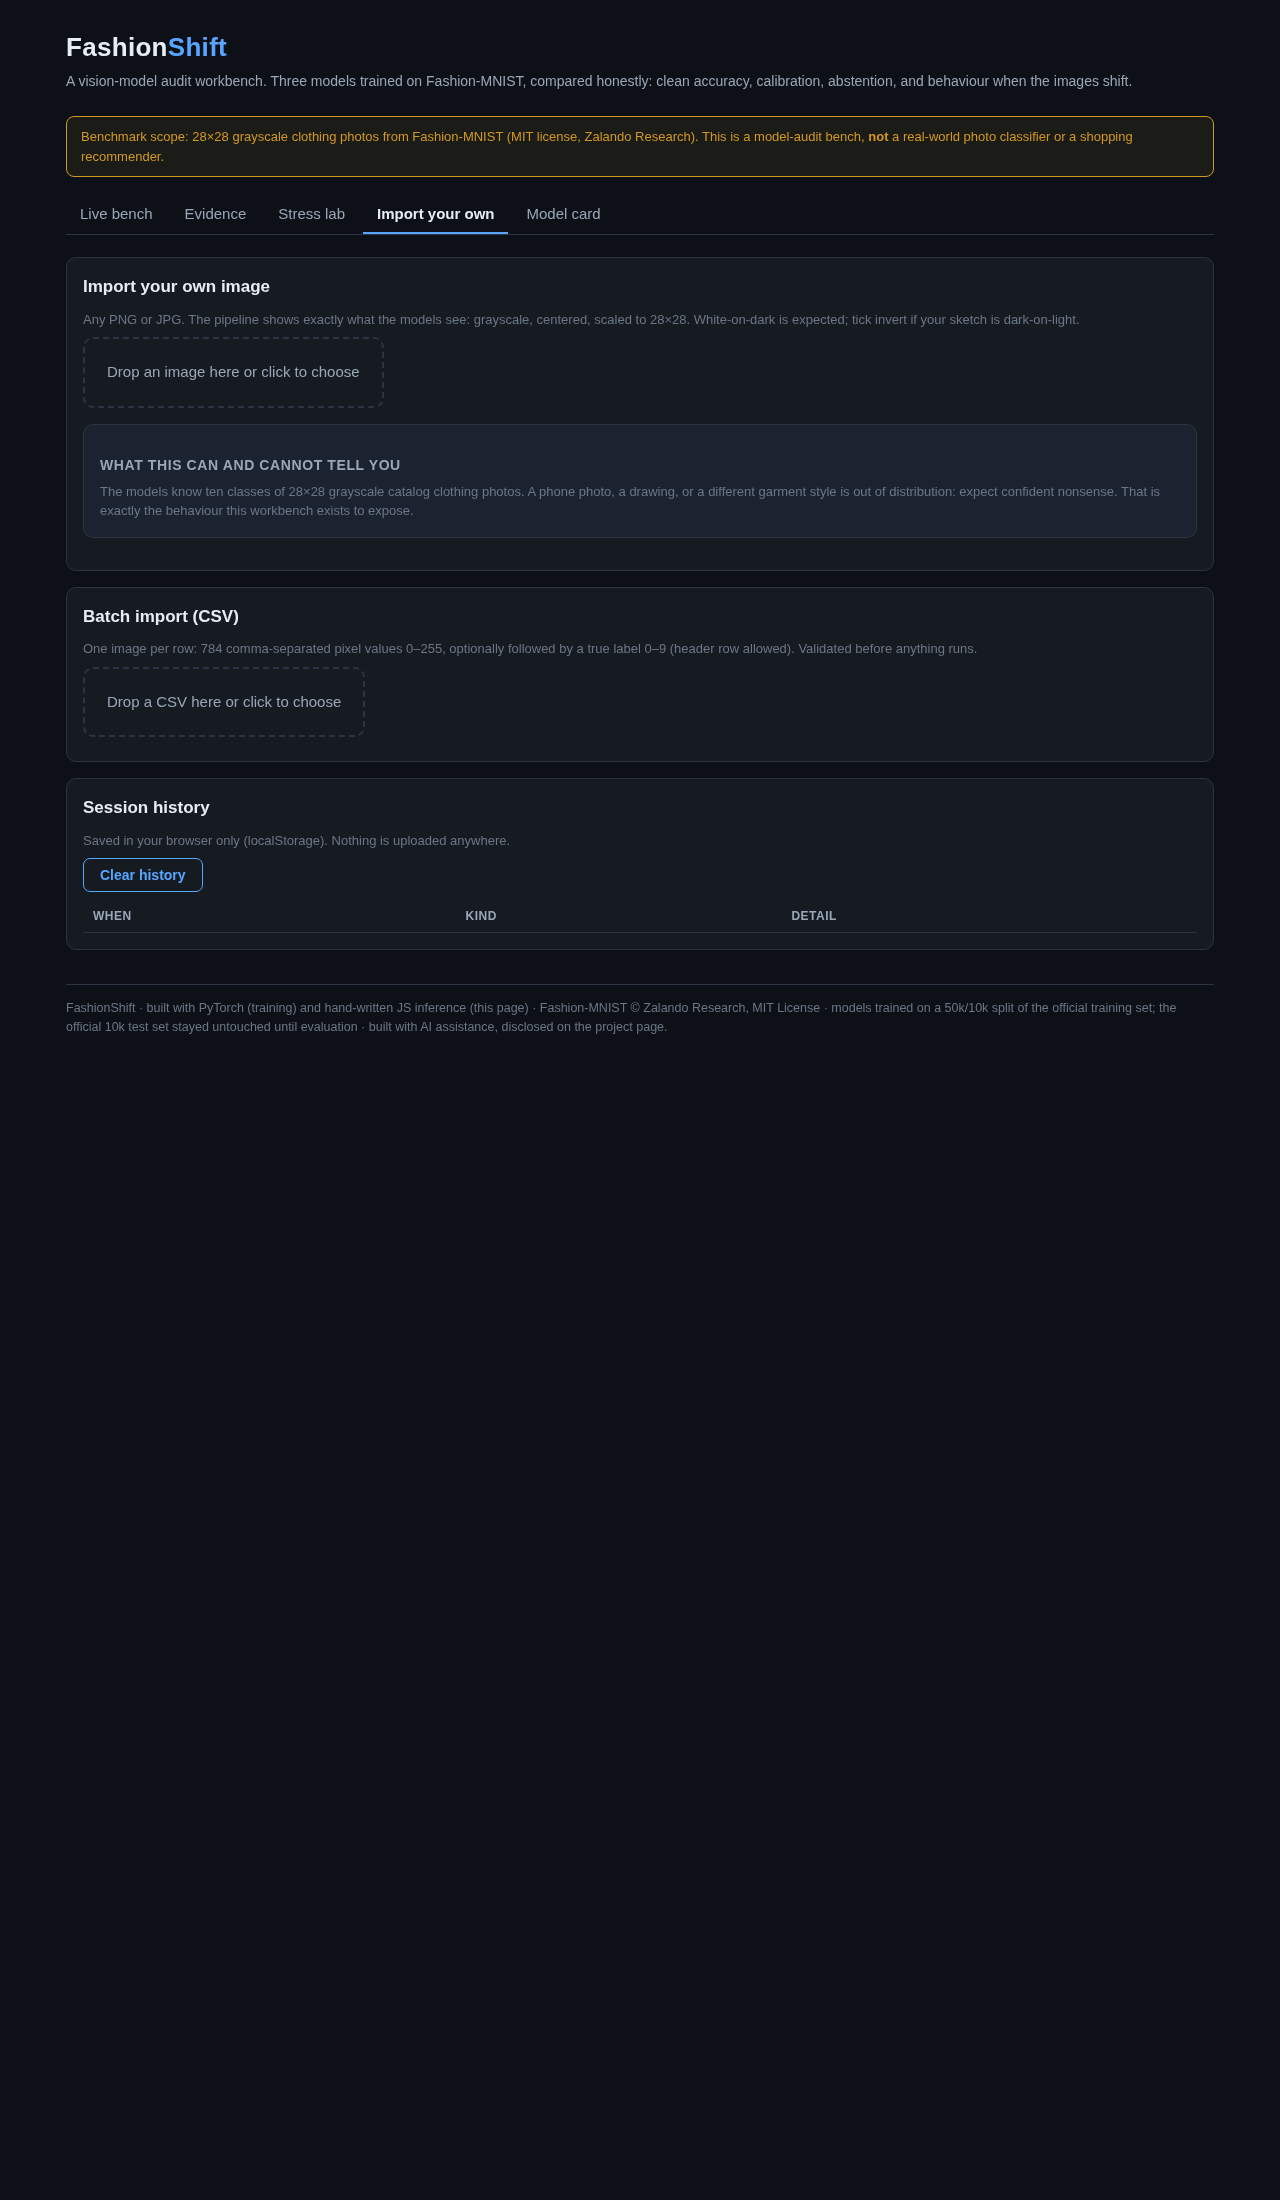 FashionShift
A vision-model audit workbench. Three models trained on Fashion-MNIST, compared honestly: clean accuracy, calibration, abstention, and behaviour when the images shift.
Benchmark scope: 28×28 grayscale clothing photos from Fashion-MNIST (MIT license, Zalando Research). This is a model-audit bench, not a real-world photo classifier or a shopping
recommender.
Live bench Evidence Stress lab Import your own Model card
Import your own image
Any PNG or JPG. The pipeline shows exactly what the models see: grayscale, centered, scaled to 28×28. White-on-dark is expected; tick invert if your sketch is dark-on-light.
Drop an image here or click to choose
WHAT THIS CAN AND CANNOT TELL YOU
The models know ten classes of 28×28 grayscale catalog clothing photos. A phone photo, a drawing, or a different garment style is out of distribution: expect confident nonsense. That is
exactly the behaviour this workbench exists to expose.
Batch import (CSV)
One image per row: 784 comma-separated pixel values 0–255, optionally followed by a true label 0–9 (header row allowed). Validated before anything runs.
Drop a CSV here or click to choose
Session history
Saved in your browser only (localStorage). Nothing is uploaded anywhere.
Clear history
WHEN KIND DETAIL
FashionShift · built with PyTorch (training) and hand-written JS inference (this page) · Fashion-MNIST © Zalando Research, MIT License · models trained on a 50k/10k split of the official training set; the
official 10k test set stayed untouched until evaluation · built with AI assistance, disclosed on the project page.